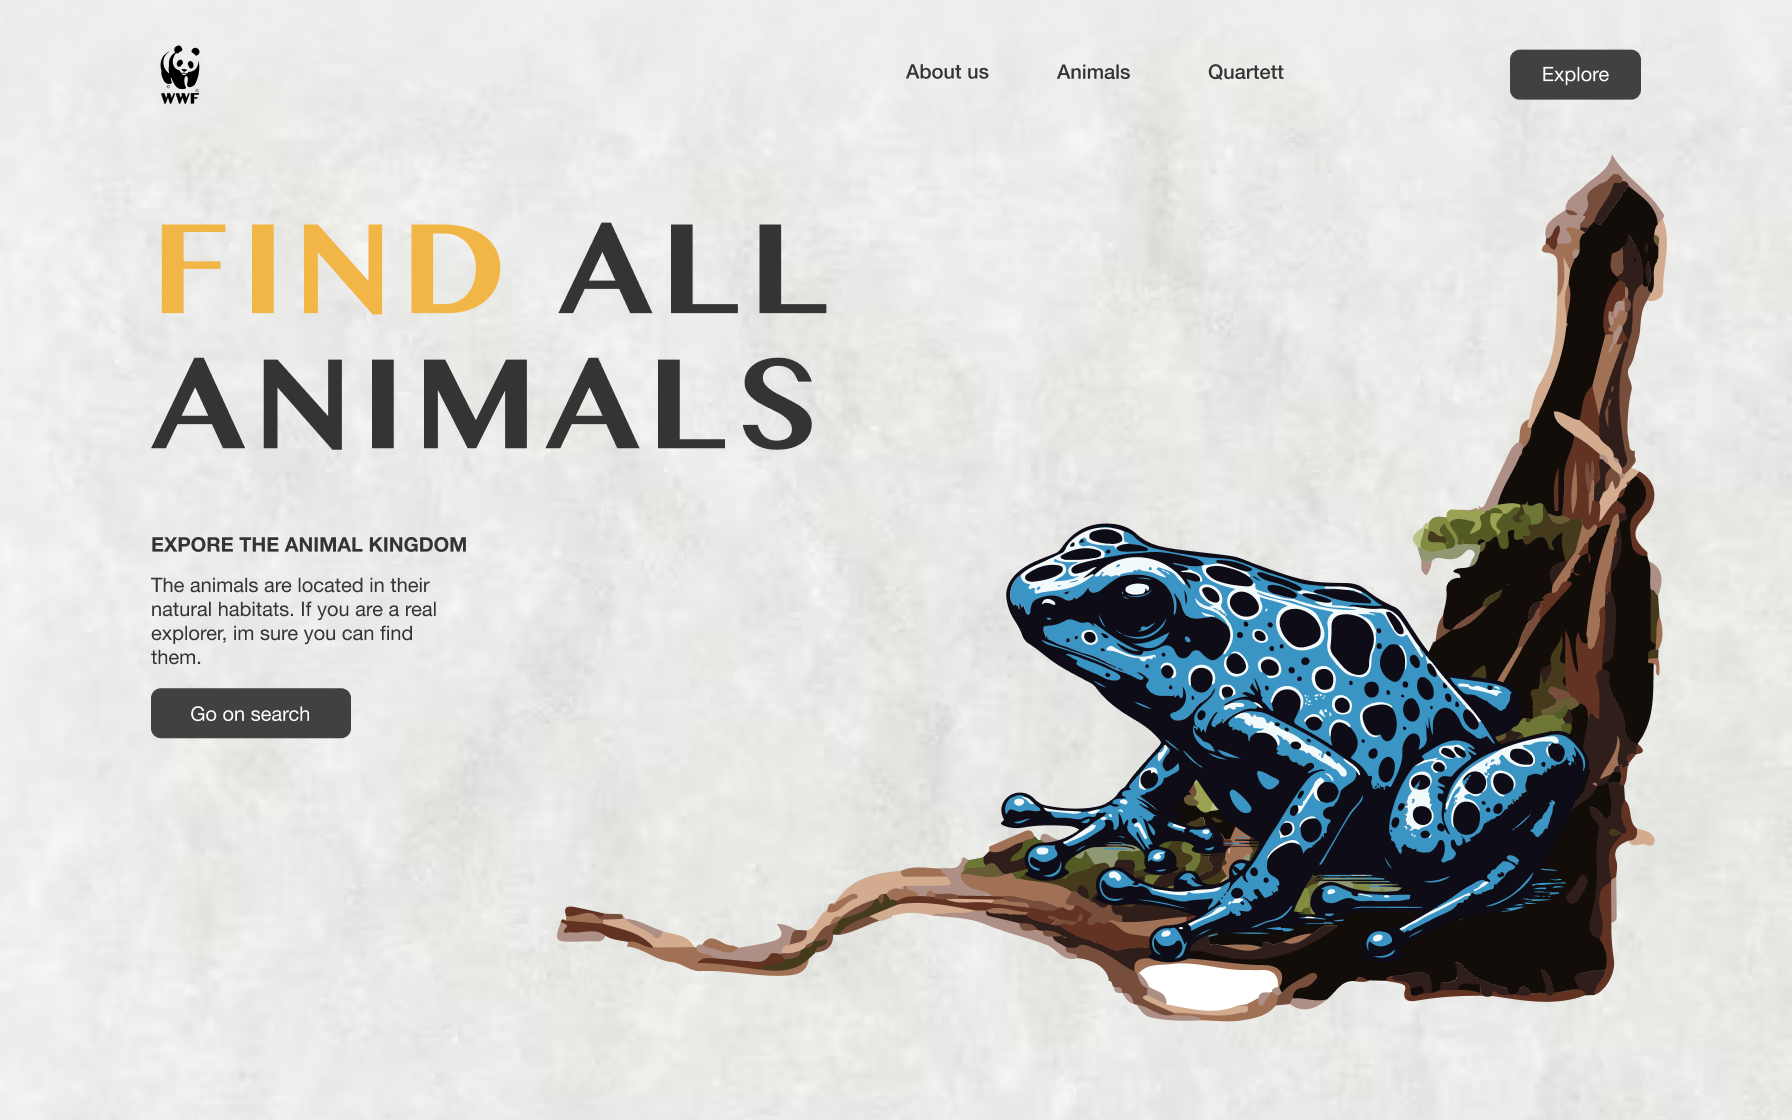 WWF
About us
Animals
Quartett
Explore
FIND ALL
ANIMALS
EXPORE THE ANIMAL KINGDOM
The animals are located in their
natural habitats. If you are a real
explorer, im sure you can find
them.
Go on search